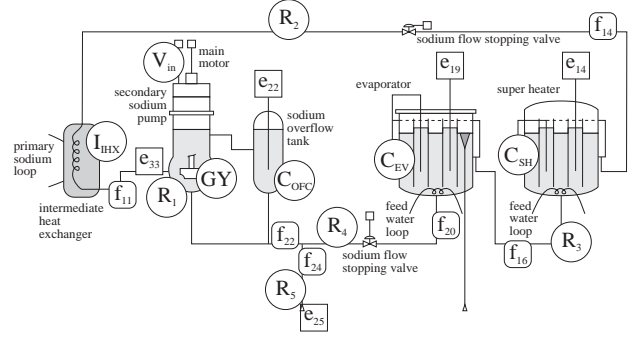 R2
f14
sodium flow stopping valve
Vin
main
motor
secondary
sodium
pump
e22
sodium
overflow
tank
evaporator
e19
super heater
e14
primary
sodium
loop
IIHX
e33
f11
R1
GY
COFC
CEV
CSH
intermediate
heat
exchanger
feed
water
loop
f20
feed
water
loop
R3
f16
f22
R4
f24
sodium flow
stopping valve
R5
e25